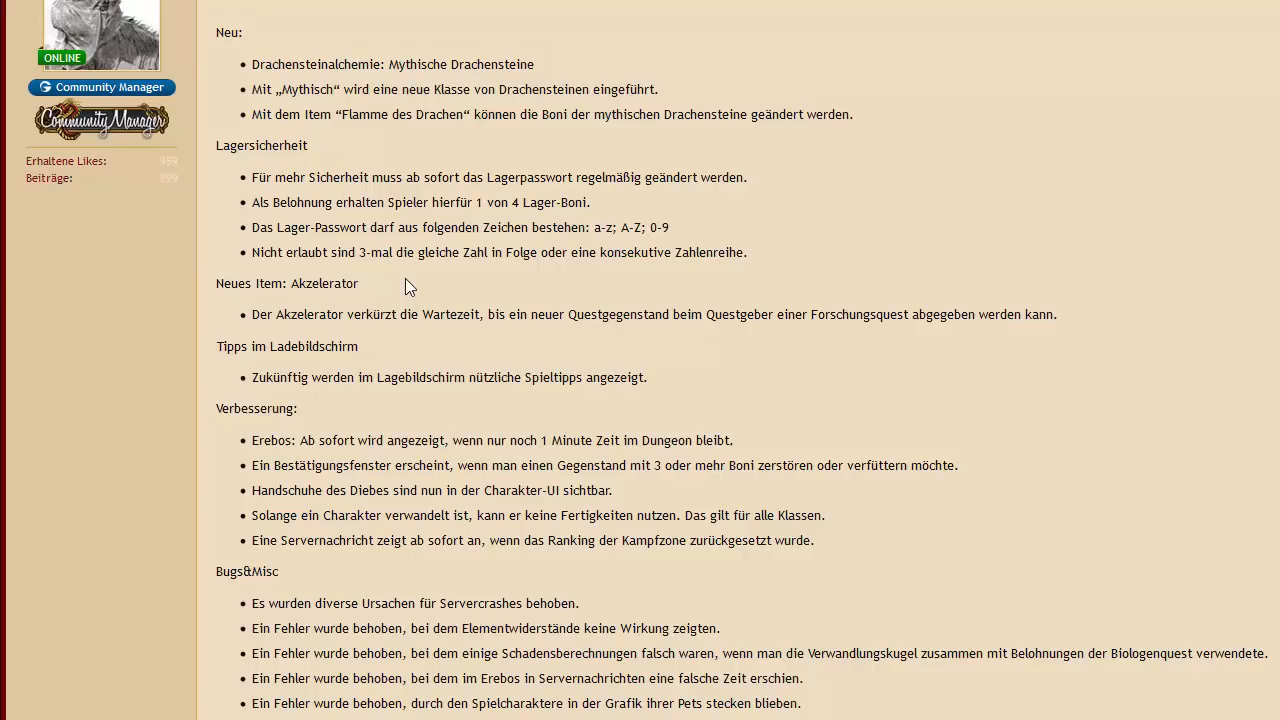 Neu:
ONLINE
• Drachensteinalchemie: Mythische Drachensteine
Community Manager
• Mit „Mythisch“ wird eine neue Klasse von Drachensteinen eingeführt.
Community Manager
• Mit dem Item “Flamme des Drachen“ können die Boni der mythischen Drachensteine geändert werden.
Lagersicherheit
Erhaltene Likes: 959
Beiträge: 399
• Für mehr Sicherheit muss ab sofort das Lagerpasswort regelmäßig geändert werden.
• Als Belohnung erhalten Spieler hierfür 1 von 4 Lager-Boni.
• Das Lager-Passwort darf aus folgenden Zeichen bestehen: a-z; A-Z; 0-9
• Nicht erlaubt sind 3-mal die gleiche Zahl in Folge oder eine konsekutive Zahlenreihe.
Neues Item: Akzelerator
• Der Akzelerator verkürzt die Wartezeit, bis ein neuer Questgegenstand beim Questgeber einer Forschungsquest abgegeben werden kann.
Tipps im Ladebildschirm
• Zukünftig werden im Lagebildschirm nützliche Spieltipps angezeigt.
Verbesserung:
• Erebos: Ab sofort wird angezeigt, wenn nur noch 1 Minute Zeit im Dungeon bleibt.
• Ein Bestätigungsfenster erscheint, wenn man einen Gegenstand mit 3 oder mehr Boni zerstören oder verfüttern möchte.
• Handschuhe des Diebes sind nun in der Charakter-UI sichtbar.
• Solange ein Charakter verwandelt ist, kann er keine Fertigkeiten nutzen. Das gilt für alle Klassen.
• Eine Servernachricht zeigt ab sofort an, wenn das Ranking der Kampfzone zurückgesetzt wurde.
Bugs&Misc
• Es wurden diverse Ursachen für Servercrashes behoben.
• Ein Fehler wurde behoben, bei dem Elementwiderstände keine Wirkung zeigten.
• Ein Fehler wurde behoben, bei dem einige Schadensberechnungen falsch waren, wenn man die Verwandlungskugel zusammen mit Belohnungen der Biologenquest verwendete.
• Ein Fehler wurde behoben, bei dem im Erebos in Servernachrichten eine falsche Zeit erschien.
• Ein Fehler wurde behoben, durch den Spielcharaktere in der Grafik ihrer Pets stecken blieben.